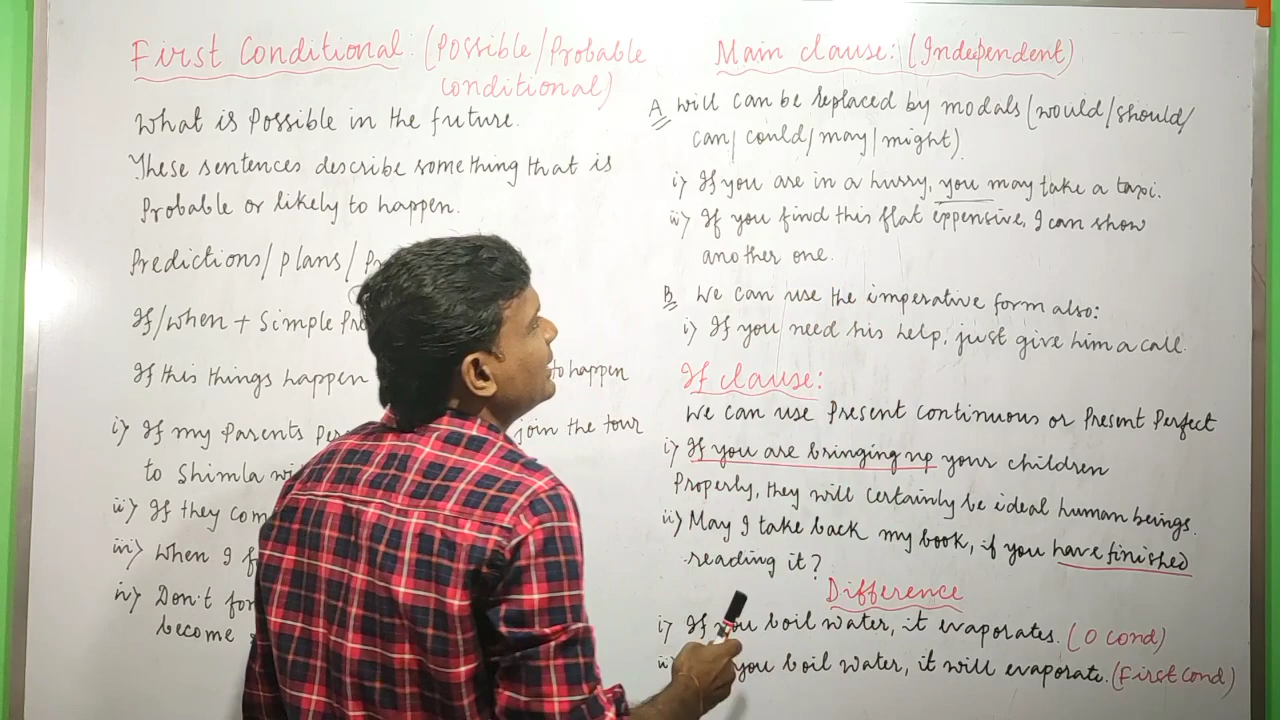 First Conditional: (Possible/Probable
conditional)
What is possible in the future.
These sentences describe something that is
probable or likely to happen.
Predictions/plans/
If/when + Simple
If this things happen to happen
i) If my parents join the tour
to Shimla
ii) If they
iii) When I
iv) Don't
become
Main clause: (Independent)
A will can be replaced by modals (would/should/
can/could/may/might).
i) If you are in a hurry, you may take a taxi.
ii) If you find this flat expensive, I can show
another one.
B We can use the imperative form also:
i) If you need his help, just give him a call.
If clause:
We can use Present Continuous or Present Perfect
i) If you are bringing up your children
properly, they will certainly be ideal human beings.
ii) May I take back my book, if you have finished
reading it?
Difference
i) If you boil water, it evaporates. (0 cond)
ii) you boil water, it will evaporate. (First cond)